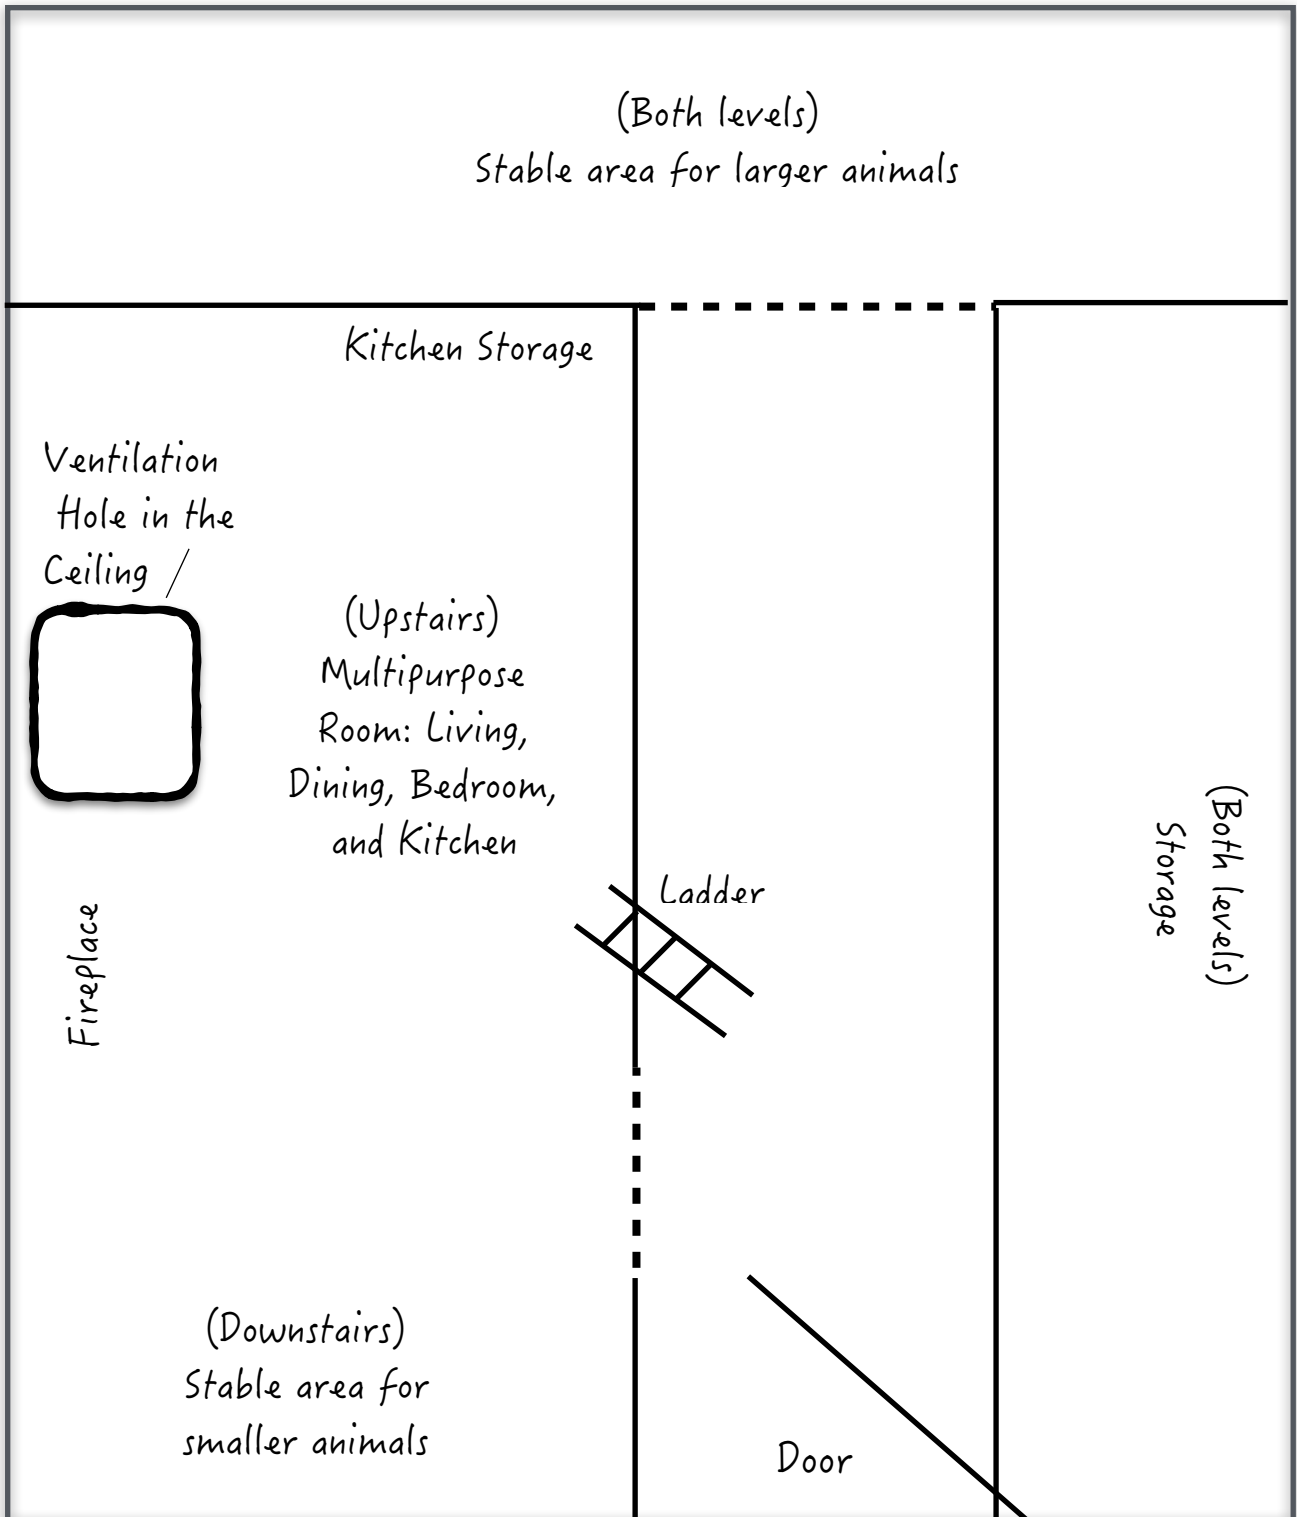 (Both levels)
Stable area for larger animals
Kitchen Storage
Ventilation
Hole in the
Ceiling
(Upstairs)
Multipurpose
Room: Living,
Dining, Bedroom,
and Kitchen
Ladder
(Both levels)
Storage
Fireplace
(Downstairs)
Stable area for
smaller animals
Door